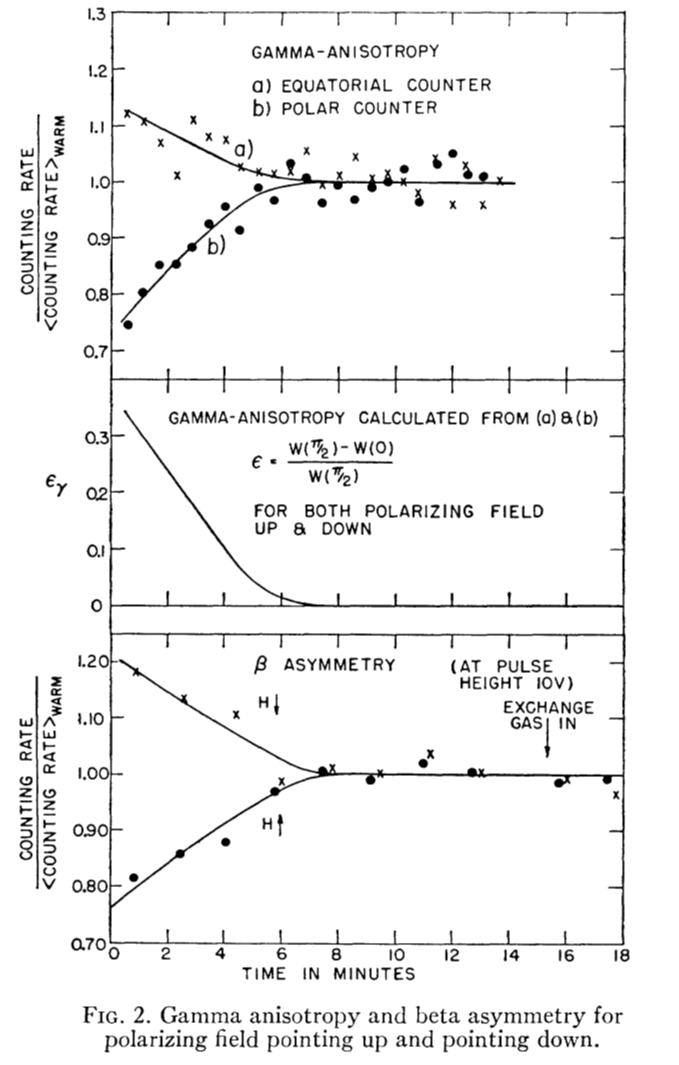 1.3
GAMMA-ANISOTROPY
1.2
a) EQUATORIAL COUNTER
b) POLAR COUNTER
COUNTING RATE
<COUNTING RATE>WARM
1.1
a)
1.0
0.9
b)
0.8
0.7
GAMMA-ANISOTROPY CALCULATED FROM (a) & (b)
0.3
ϵ = W(π/2) - W(0)
W(π/2)
ϵγ
0.2
FOR BOTH POLARIZING FIELD
UP & DOWN
0.1
0
1.20
β ASYMMETRY (AT PULSE
HEIGHT 10V)
H↓
EXCHANGE
GAS IN
1.10
COUNTING RATE
<COUNTING RATE>WARM
1.00
0.90
H↑
0.80
0.70
0 2 4 6 8 10 12 14 16 18
TIME IN MINUTES
FIG. 2. Gamma anisotropy and beta asymmetry for
polarizing field pointing up and pointing down.